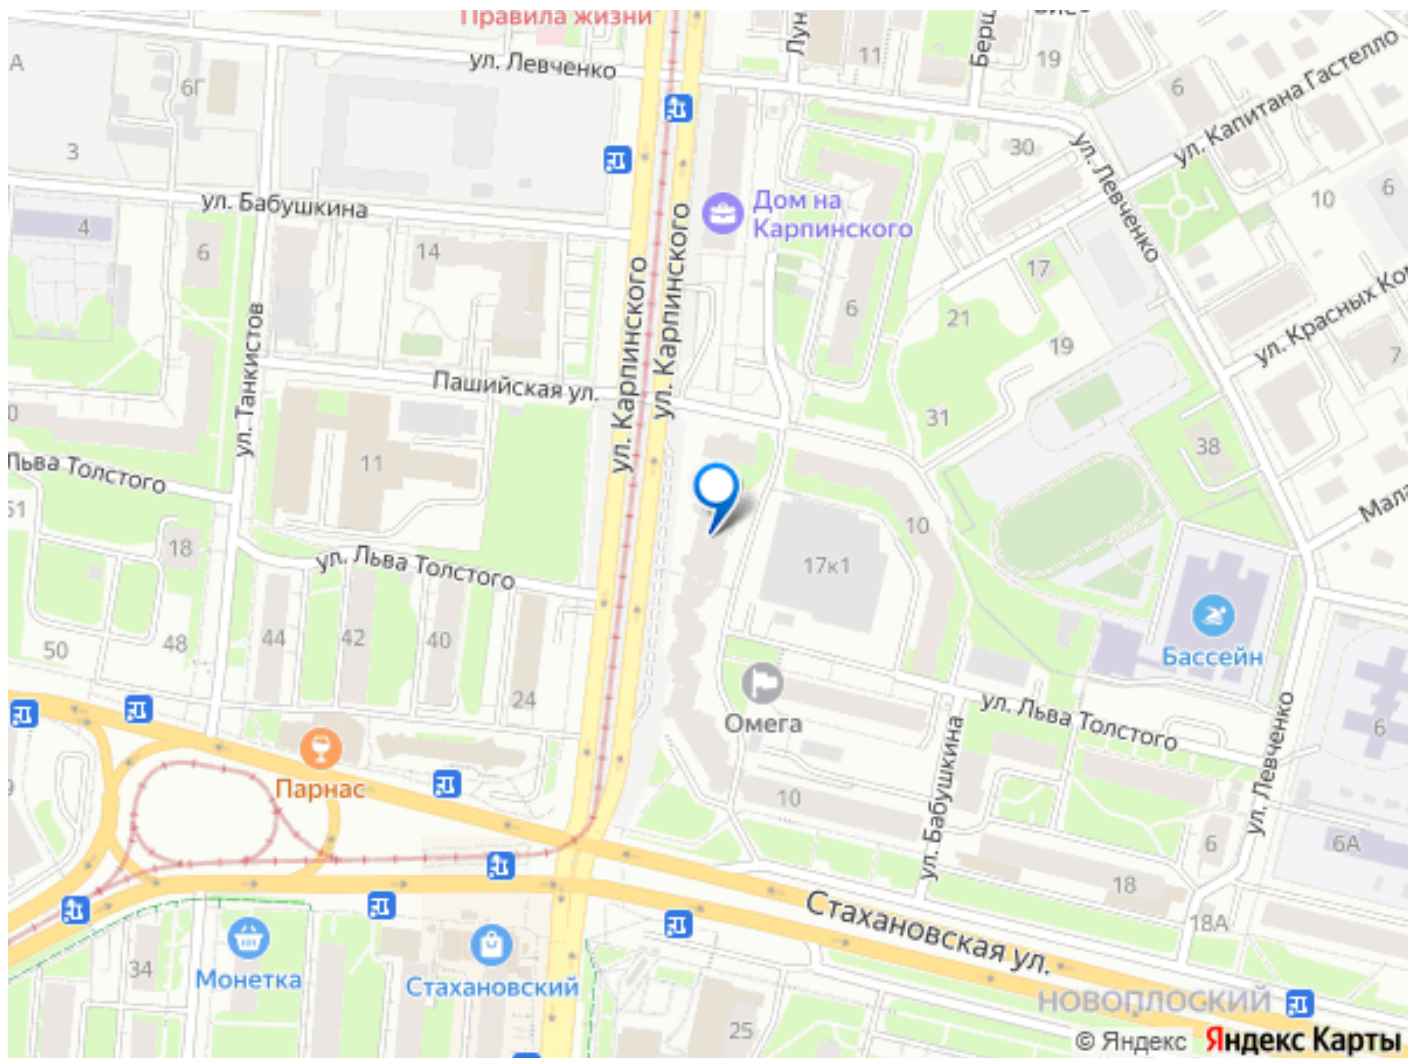 Правила жизни
ул. Левченко
11
19
6Г
А
3
6
ул. Капитана Гастелло
30
ул. Левченко
ул. Бабушкина
4
6
14
Дом на
Карпинского
10
6
17
ул. Карпинского
ул. Карпинского
ул. Танкистов
6
21
19
7
Пашийская ул.
31
38
11
Льва Толстого
18
ул. Льва Толстого
10
17к1
50
48
44
42
40
24
Бассейн
Омега
ул. Льва Толстого
6
ул. Левченко
ул. Бабушкина
Парнас
10
6
6А
18
18А
Стахановская ул.
34
Монетка
Стахановский
25
НОВОПЛОСКИЙ
© Яндекс Яндекс Карты